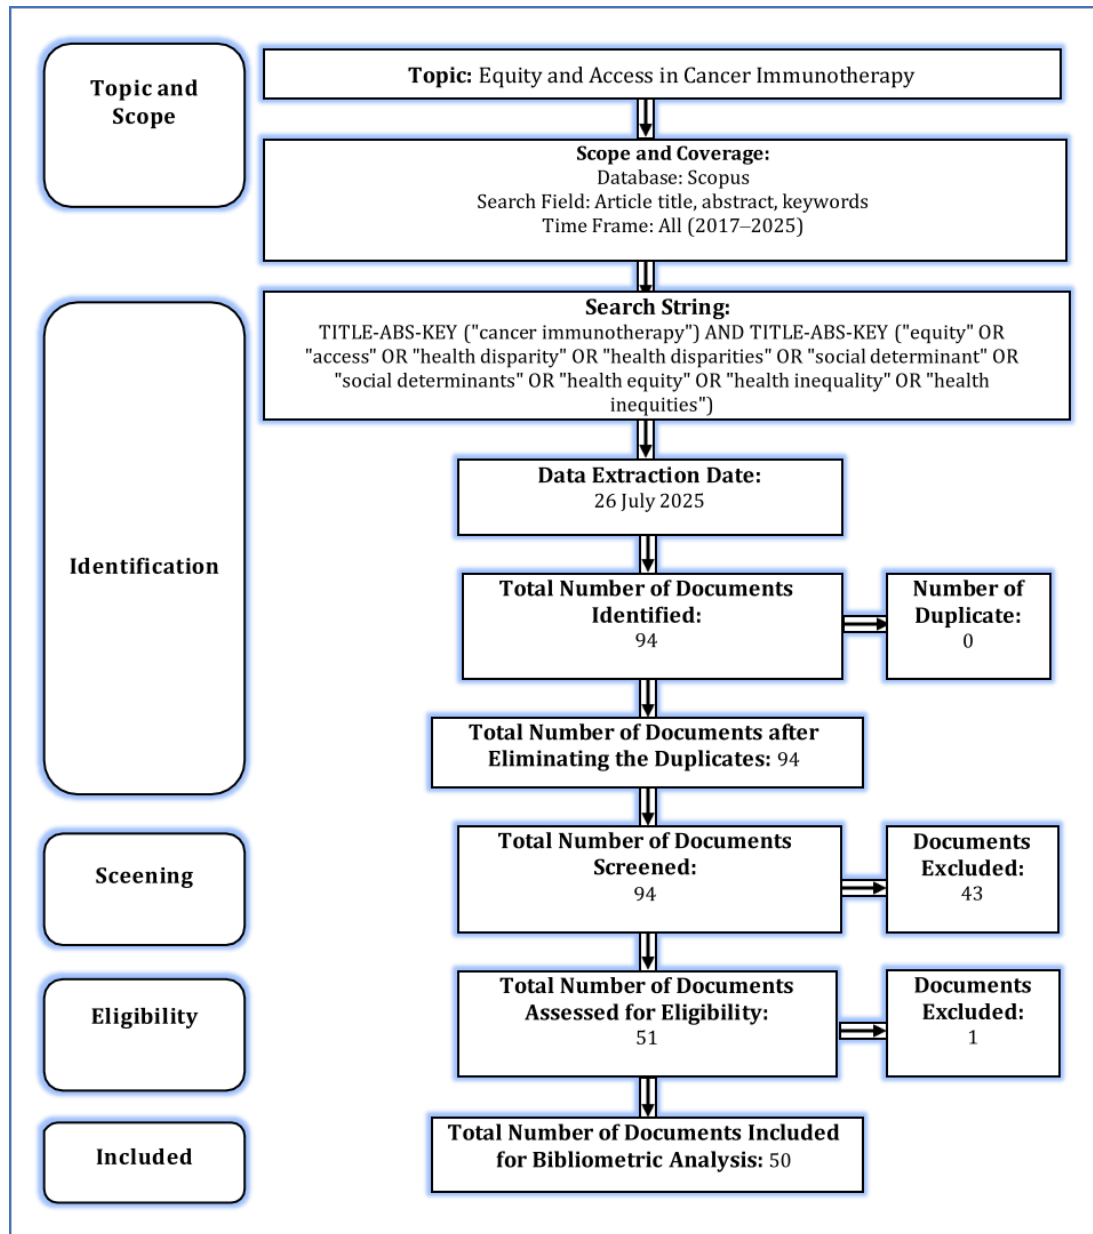 Topic and
Scope
Topic: Equity and Access in Cancer Immunotherapy
Scope and Coverage:
Database: Scopus
Search Field: Article title, abstract, keywords
Time Frame: All (2017–2025)
Identification
Search String:
TITLE-ABS-KEY ("cancer immunotherapy") AND TITLE-ABS-KEY ("equity" OR
"access" OR "health disparity" OR "health disparities" OR "social determinant" OR
"social determinants" OR "health equity" OR "health inequality" OR "health
inequities")
Data Extraction Date:
26 July 2025
Total Number of Documents
Identified:
94
Number of
Duplicate:
0
Total Number of Documents after
Eliminating the Duplicates: 94
Sceening
Total Number of Documents
Screened:
94
Documents
Excluded:
43
Eligibility
Total Number of Documents
Assessed for Eligibility:
51
Documents
Excluded:
1
Included
Total Number of Documents Included
for Bibliometric Analysis: 50